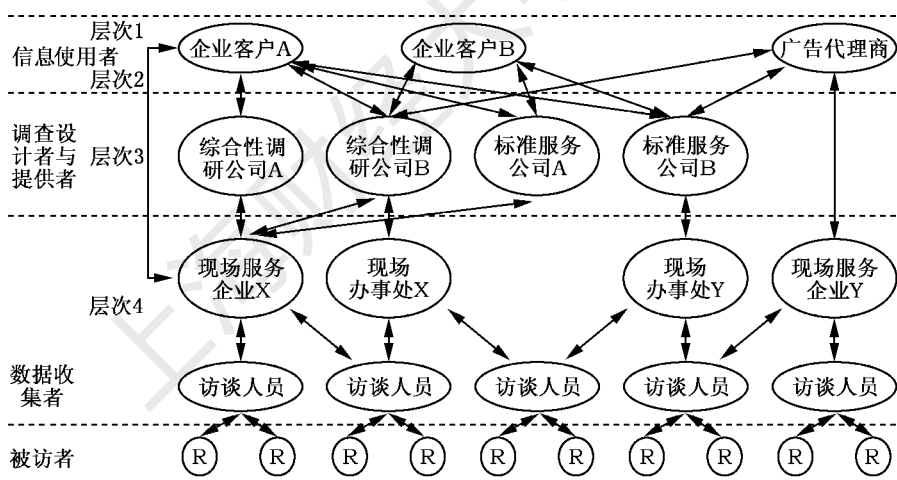 层次1
信息使用者
层次2
企业客户A
企业客户B
广告代理商
调查设
计者与
提供者
层次3
综合性调
研公司A
综合性调
研公司B
标准服务
公司A
标准服务
公司B
现场服务
企业X
现场
办事处X
现场
办事处Y
现场服务
企业Y
层次4
数据收
集者
访谈人员
访谈人员
访谈人员
访谈人员
访谈人员
被访者
R
R
R
R
R
R
R
R
R
R
上海财经大